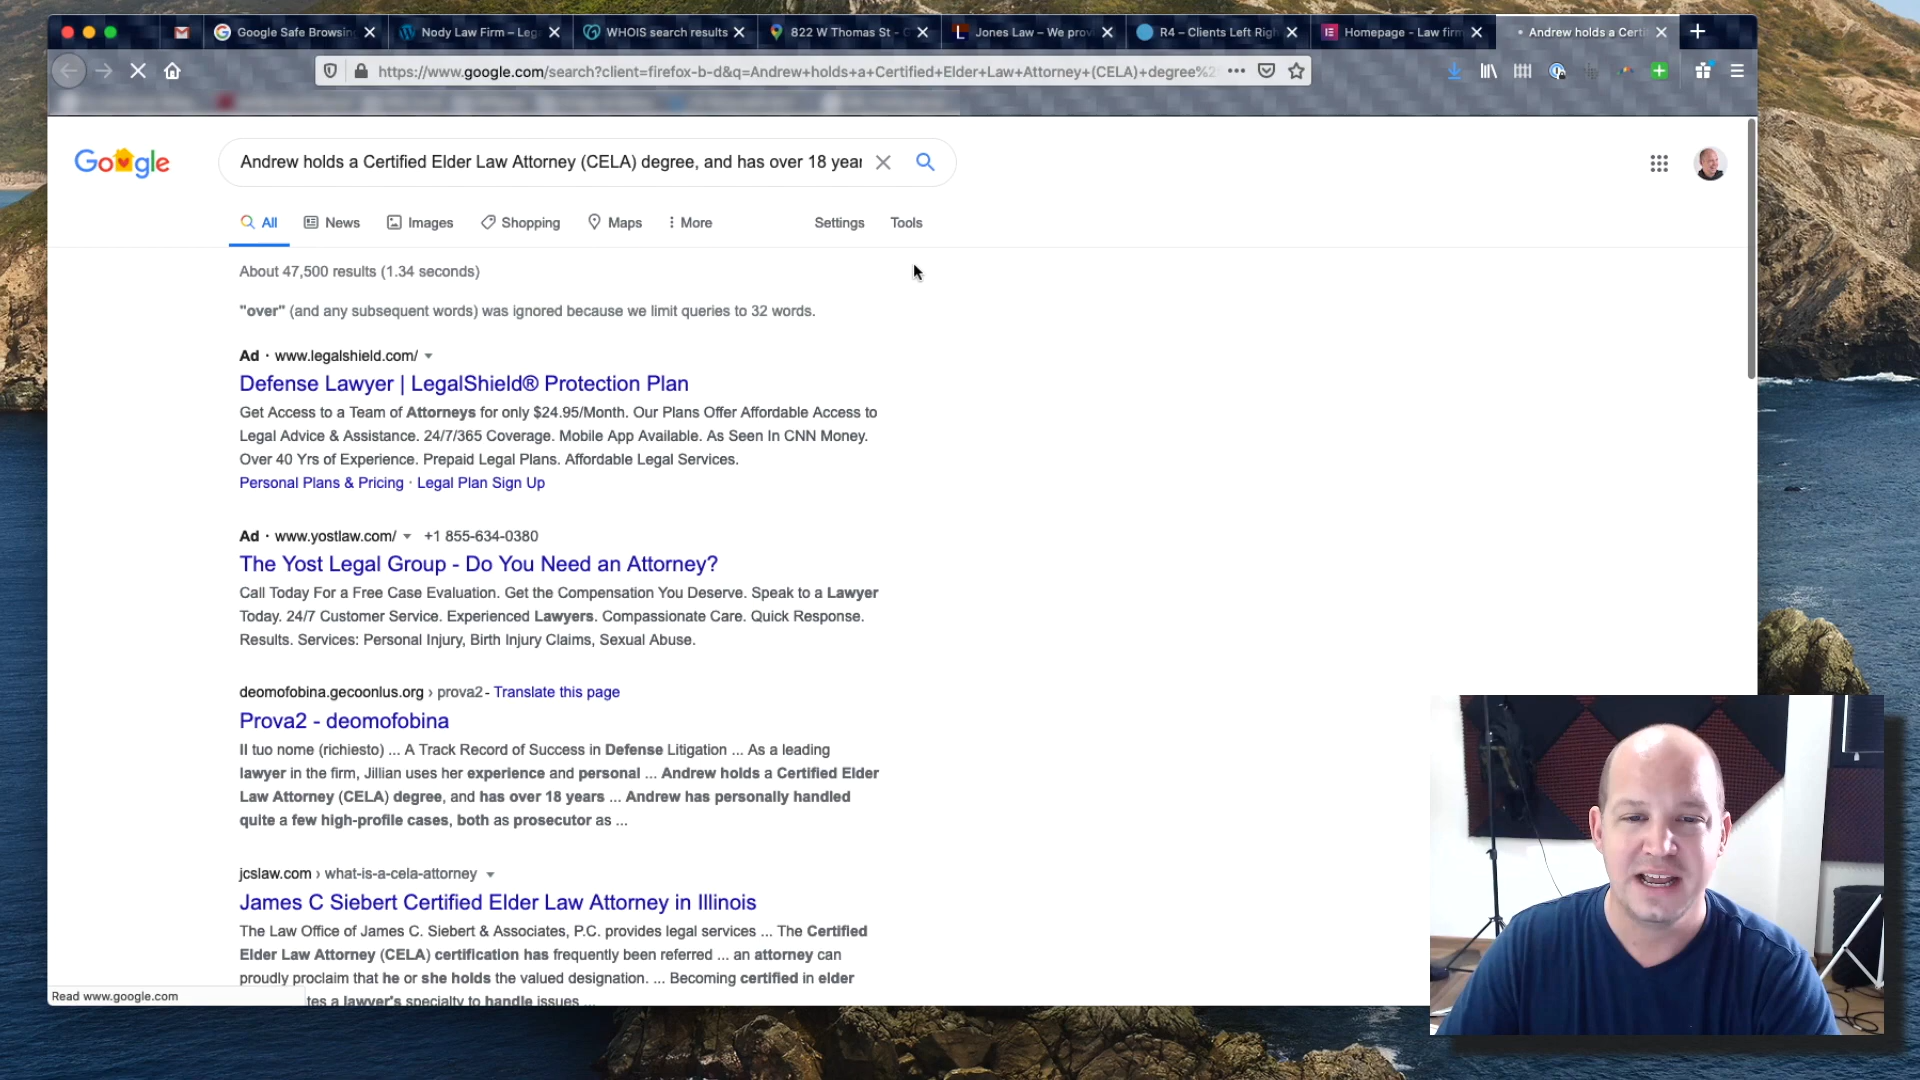 Google Safe Browsin
Nody Law Firm – Leg
WHOIS search results
822 W Thomas St - G
Jones Law – We prov
R4 – Clients Left Righ
Homepage - Law firm
Andrew holds a Certi
https://www.google.com/search?client=firefox-b-d&q=Andrew+holds+a+Certified+Elder+Law+Attorney+(CELA)+degree%2
Google
Andrew holds a Certified Elder Law Attorney (CELA) degree, and has over 18 year
All News Images Shopping Maps More Settings Tools
About 47,500 results (1.34 seconds)
"over" (and any subsequent words) was ignored because we limit queries to 32 words.
Ad · www.legalshield.com/
Defense Lawyer | LegalShield® Protection Plan
Get Access to a Team of Attorneys for only $24.95/Month. Our Plans Offer Affordable Access to
Legal Advice & Assistance. 24/7/365 Coverage. Mobile App Available. As Seen In CNN Money.
Over 40 Yrs of Experience. Prepaid Legal Plans. Affordable Legal Services.
Personal Plans & Pricing · Legal Plan Sign Up
Ad · www.yostlaw.com/ +1 855-634-0380
The Yost Legal Group - Do You Need an Attorney?
Call Today For a Free Case Evaluation. Get the Compensation You Deserve. Speak to a Lawyer
Today. 24/7 Customer Service. Experienced Lawyers. Compassionate Care. Quick Response.
Results. Services: Personal Injury, Birth Injury Claims, Sexual Abuse.
deomofobina.gecoonlus.org › prova2 - Translate this page
Prova2 - deomofobina
Il tuo nome (richiesto) ... A Track Record of Success in Defense Litigation ... As a leading
lawyer in the firm, Jillian uses her experience and personal ... Andrew holds a Certified Elder
Law Attorney (CELA) degree, and has over 18 years ... Andrew has personally handled
quite a few high-profile cases, both as prosecutor as ...
jcslaw.com › what-is-a-cela-attorney
James C Siebert Certified Elder Law Attorney in Illinois
The Law Office of James C. Siebert & Associates, P.C. provides legal services ... The Certified
Elder Law Attorney (CELA) certification has frequently been referred ... an attorney can
proudly proclaim that he or she holds the valued designation. ... Becoming certified in elder
tes a lawyer's specialty to handle issues ...
Read www.google.com